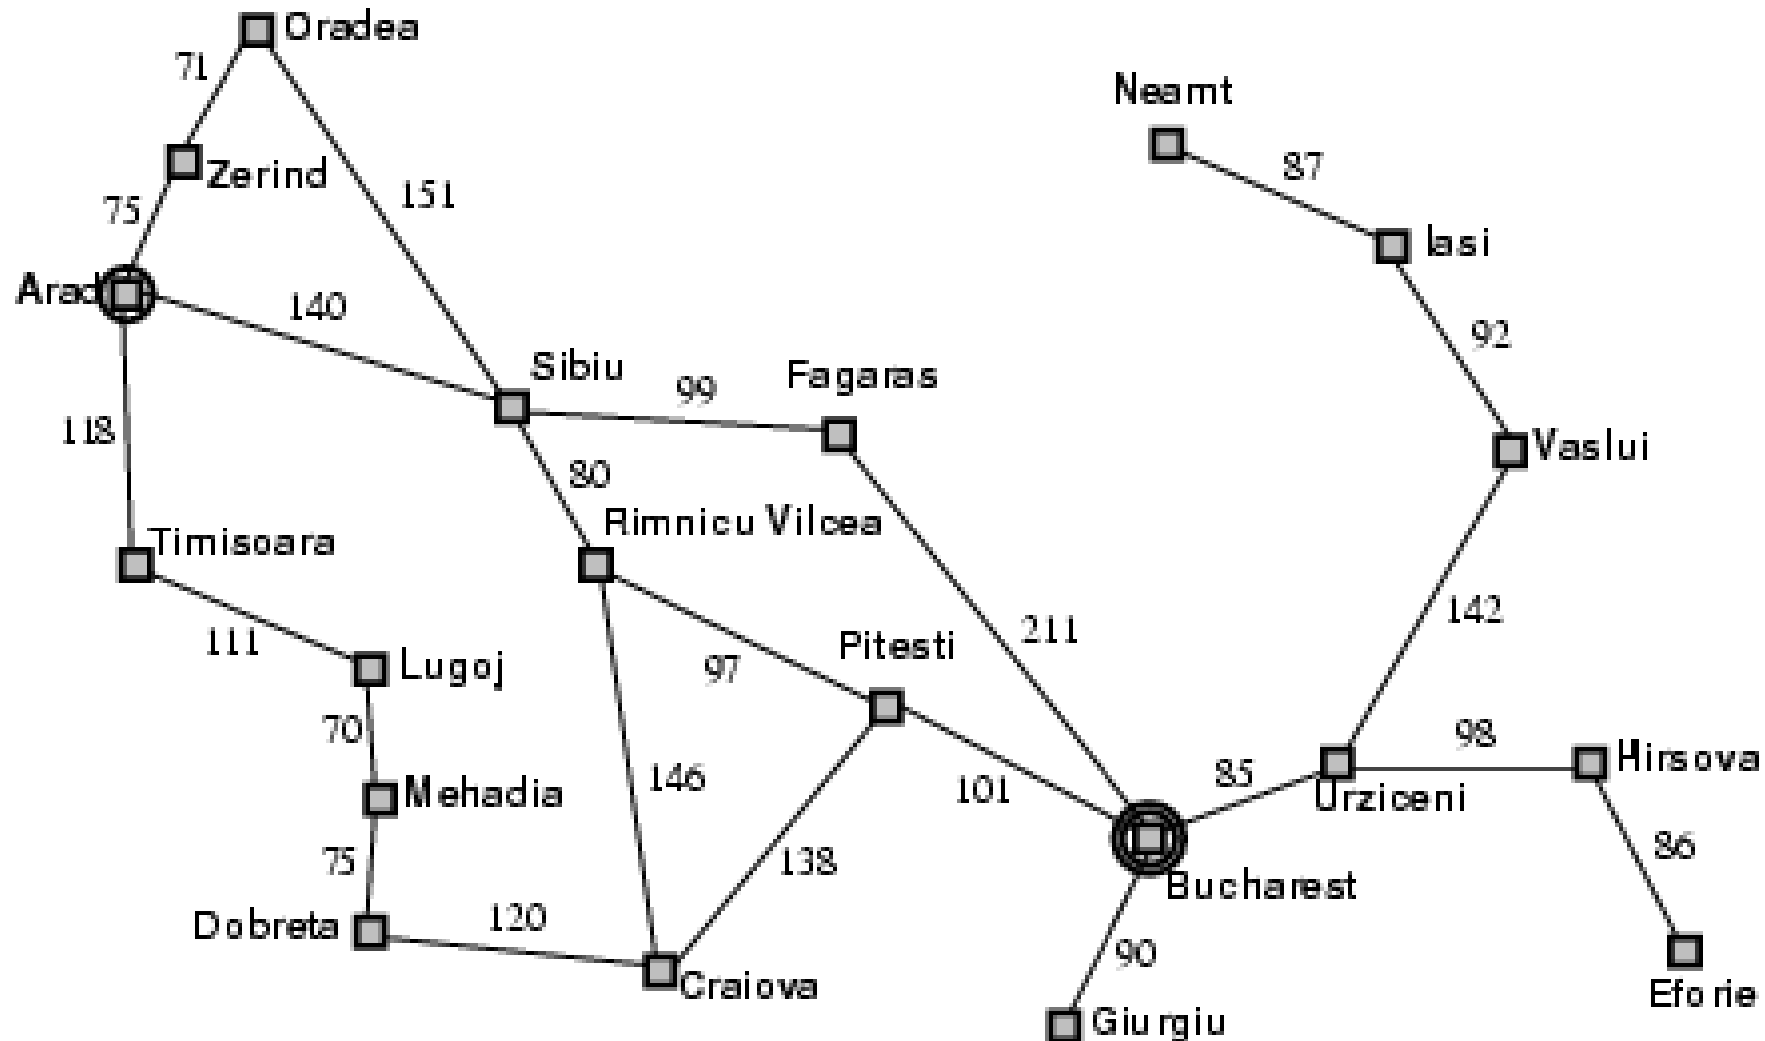 Oradea
71
Neamt
87
Zerind
151
75
Iasi
Arad
140
92
Sibiu
Fagaras
99
118
Vaslui
80
Rimnicu Vilcea
Timisoara
142
211
111
Pitesti
97
Lugoj
70
98
Hirsova
146
85
101
Mehadia
Urziceni
86
75
138
Bucharest
120
Dobreta
90
Craiova
Eforie
Giurgiu